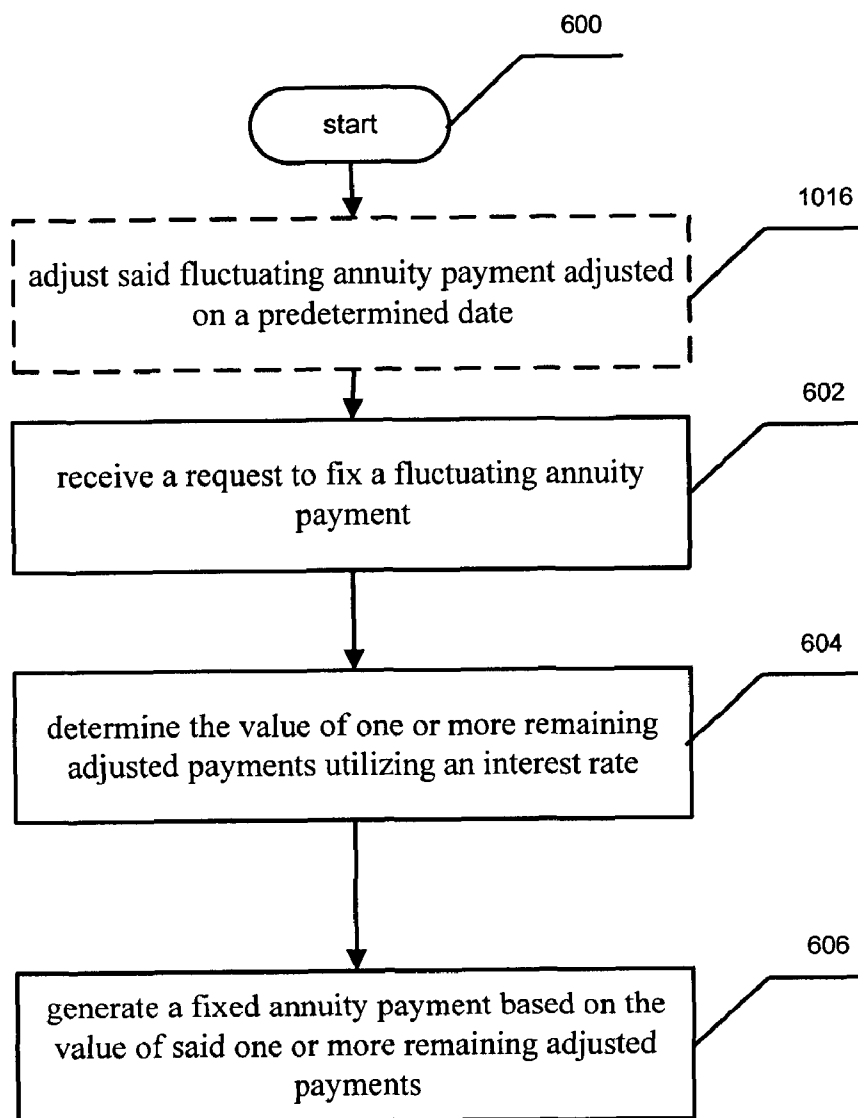 600
start
1016
adjust said fluctuating annuity payment adjusted
on a predetermined date
602
receive a request to fix a fluctuating annuity
payment
604
determine the value of one or more remaining
adjusted payments utilizing an interest rate
606
generate a fixed annuity payment based on the
value of said one or more remaining adjusted
payments